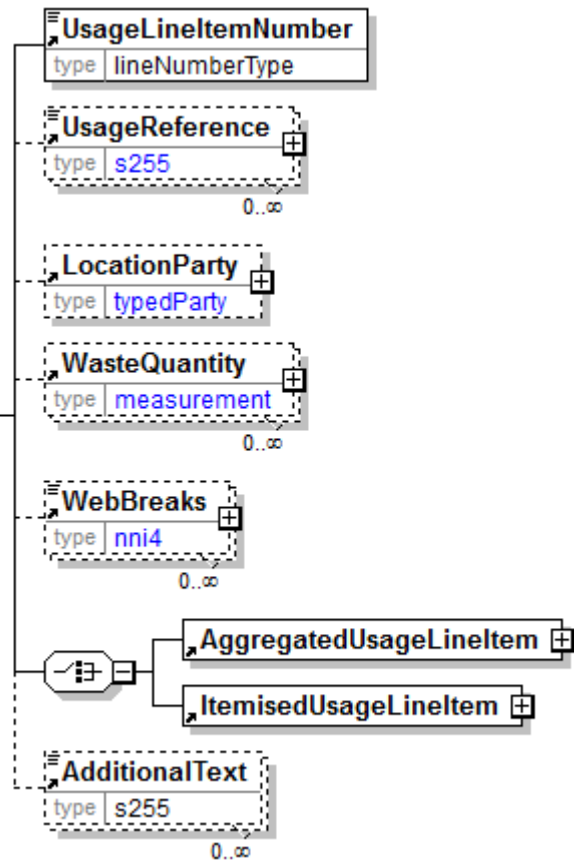 UsageLineItemNumber
type lineNumberType
UsageReference
type s255
0..∞
LocationParty
type typedParty
WasteQuantity
type measurement
0..∞
WebBreaks
type nni4
0..∞
AggregatedUsageLineItem
ItemisedUsageLineItem
AdditionalText
type s255
0..∞